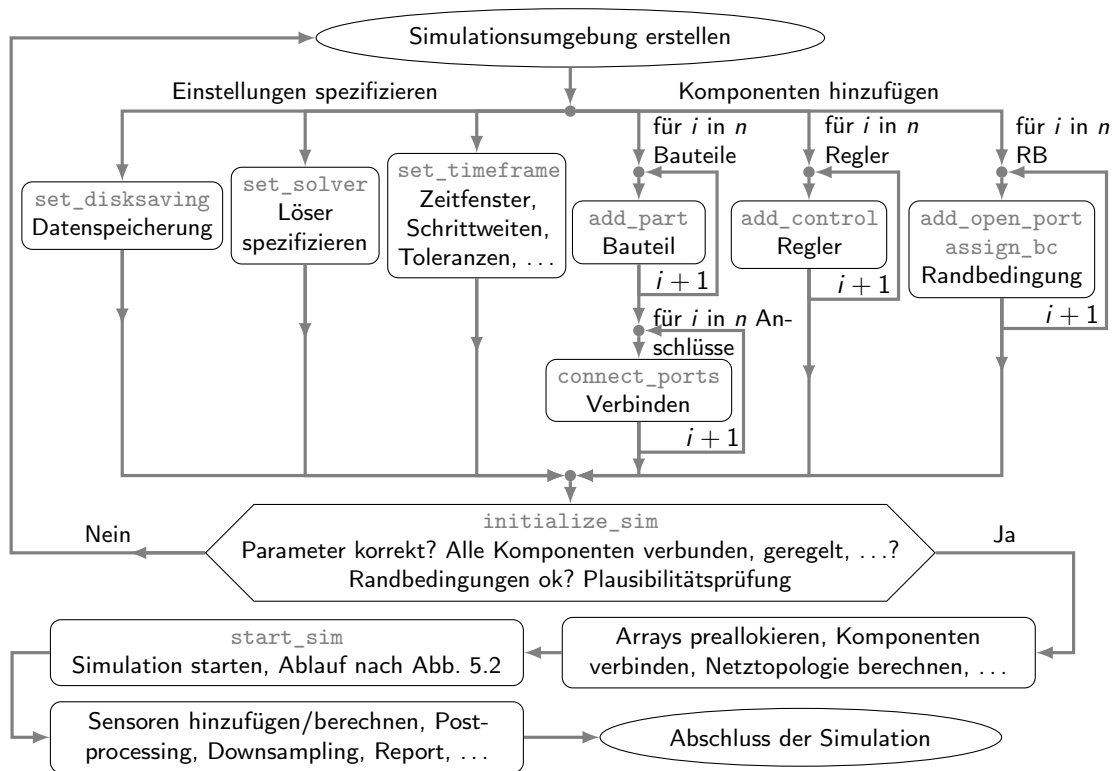 Simulationsumgebung erstellen
Einstellungen spezifizieren
Komponenten hinzufügen
für i in n
Bauteile
für i in n
Regler
für i in n
RB
set_disksaving
Datenspeicherung
set_solver
Löser
spezifizieren
set_timeframe
Zeitfenster,
Schrittweiten,
Toleranzen, ...
add_part
Bauteil
i + 1
add_control
Regler
i + 1
add_open_port
assign_bc
Randbedingung
i + 1
für i in n An-
schlüsse
connect_ports
Verbinden
i + 1
Nein
initialize_sim
Parameter korrekt? Alle Komponenten verbunden, geregelt, ...?
Randbedingungen ok? Plausibilitätsprüfung
Ja
start_sim
Simulation starten, Ablauf nach Abb. 5.2
Arrays preallokieren, Komponenten
verbinden, Netztopologie berechnen, ...
Sensoren hinzufügen/berechnen, Post-
processing, Downsampling, Report, ...
Abschluss der Simulation